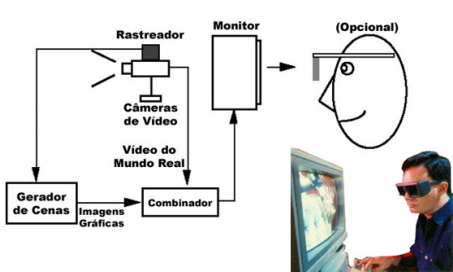 Rastreador
Câmeras
de Vídeo
Monitor
(Opcional)
Vídeo do
Mundo Real
Gerador
de Cenas
Imagens
Gráficas
Combinador